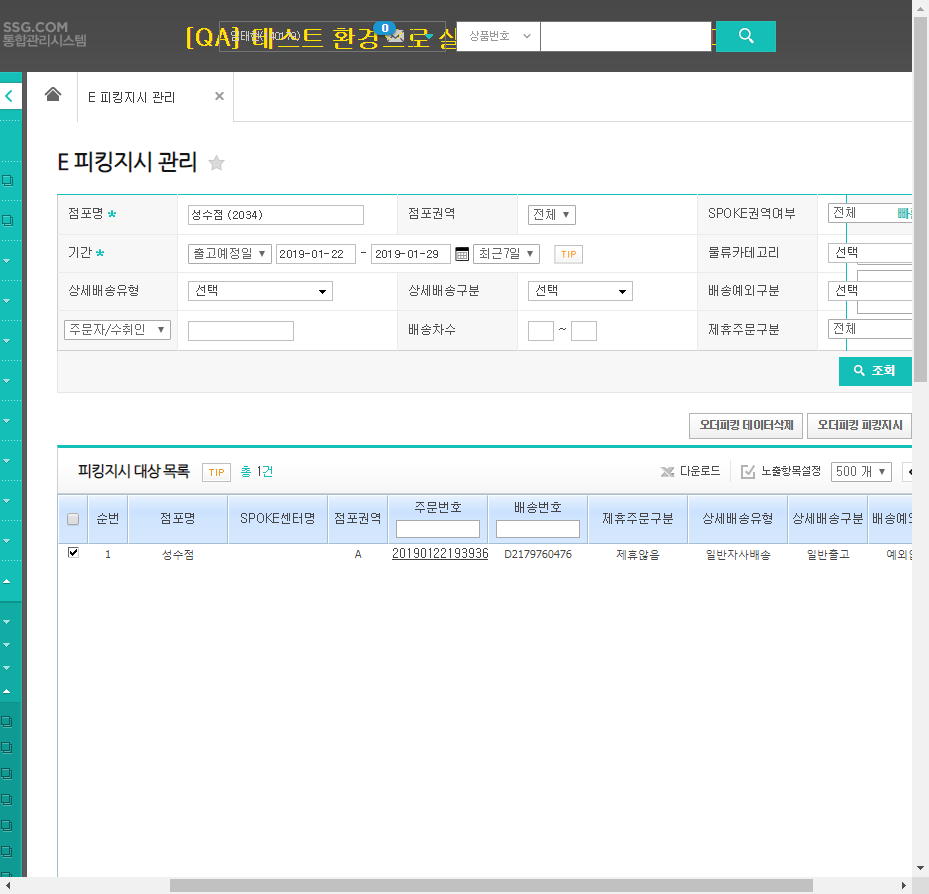 SSG.COM
통합관리시스템
[QA] 테스트 환경으로 실
0
상품번호
E 피킹지시 관리
E 피킹지시 관리
점포명 * 성수점 (2034) 점포권역 전체 SPOKE권역여부 전체
기간 * 출고예정일 2019-01-22 - 2019-01-29 최근7일 TIP 물류카테고리 선택
상세배송유형 선택 상세배송구분 선택 배송예외구분 선택
주문자/수취인 배송차수 ~ 제휴주문구분 전체
조회
오더피킹 데이터삭제 오더피킹 피킹지시
피킹지시 대상 목록 TIP 총 1건 다운로드 노출항목설정 500 개
순번 점포명 SPOKE센터명 점포권역 주문번호 배송번호 제휴주문구분 상세배송유형 상세배송구분
1 성수점 A 20190122193936 D2179760476 제휴않음 일반자사배송 일반출고